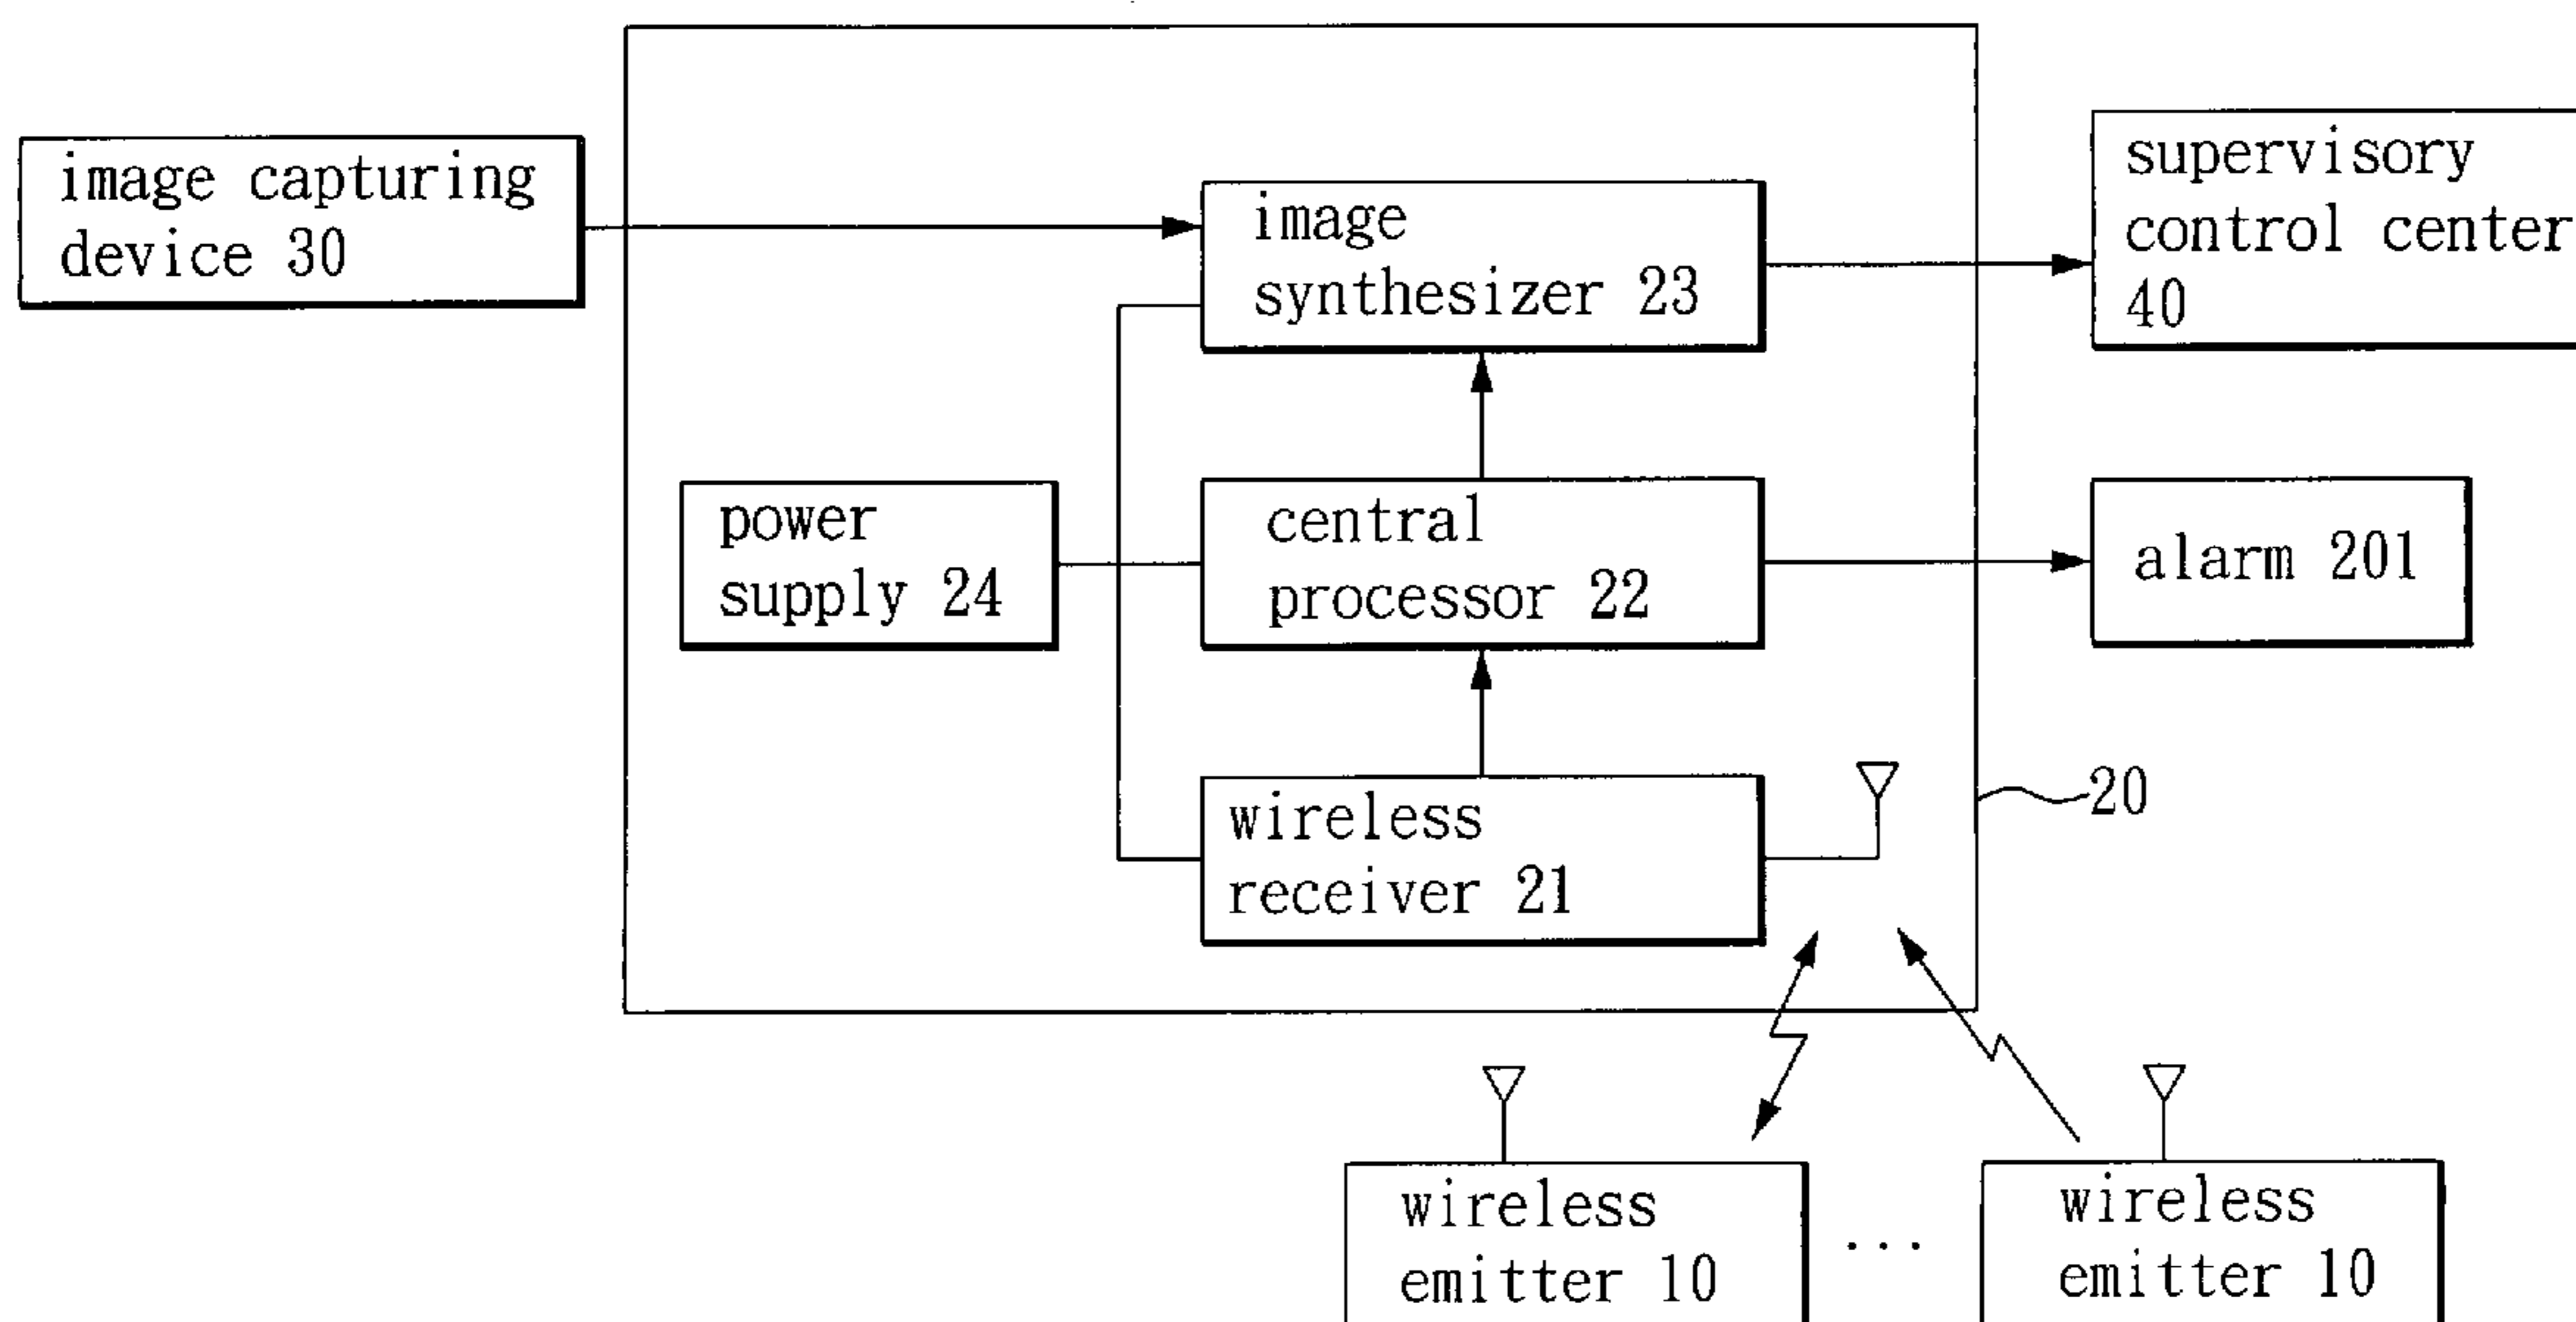 image capturing
device 30
image
synthesizer 23
supervisory
control center
40
power
supply 24
central
processor 22
alarm 201
wireless
receiver 21
20
wireless
emitter 10
...
wireless
emitter 10